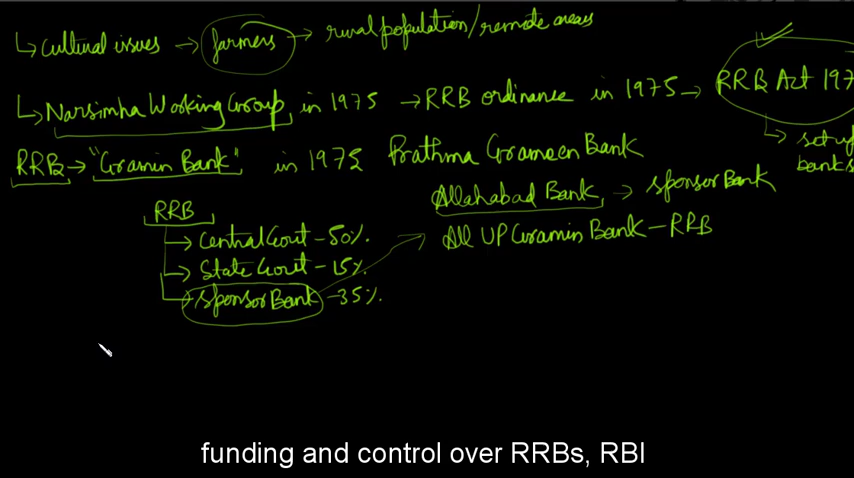 ↳ cultural issues → farmers → rural population/remote areas
↳ Narsimha Working Group, in 1975 → RRB ordinance in 1975 → RRB Act 197
→ setup banks
RRB → "Gramin Bank" in 1975 Prathma Grameen Bank
Allahabad Bank, → sponsor Bank
All UP Gramin Bank - RRB
RRB
→ Central Govt - 50%.
→ State Govt - 15%.
→ Sponsor Bank - 35%.
funding and control over RRBs, RBI